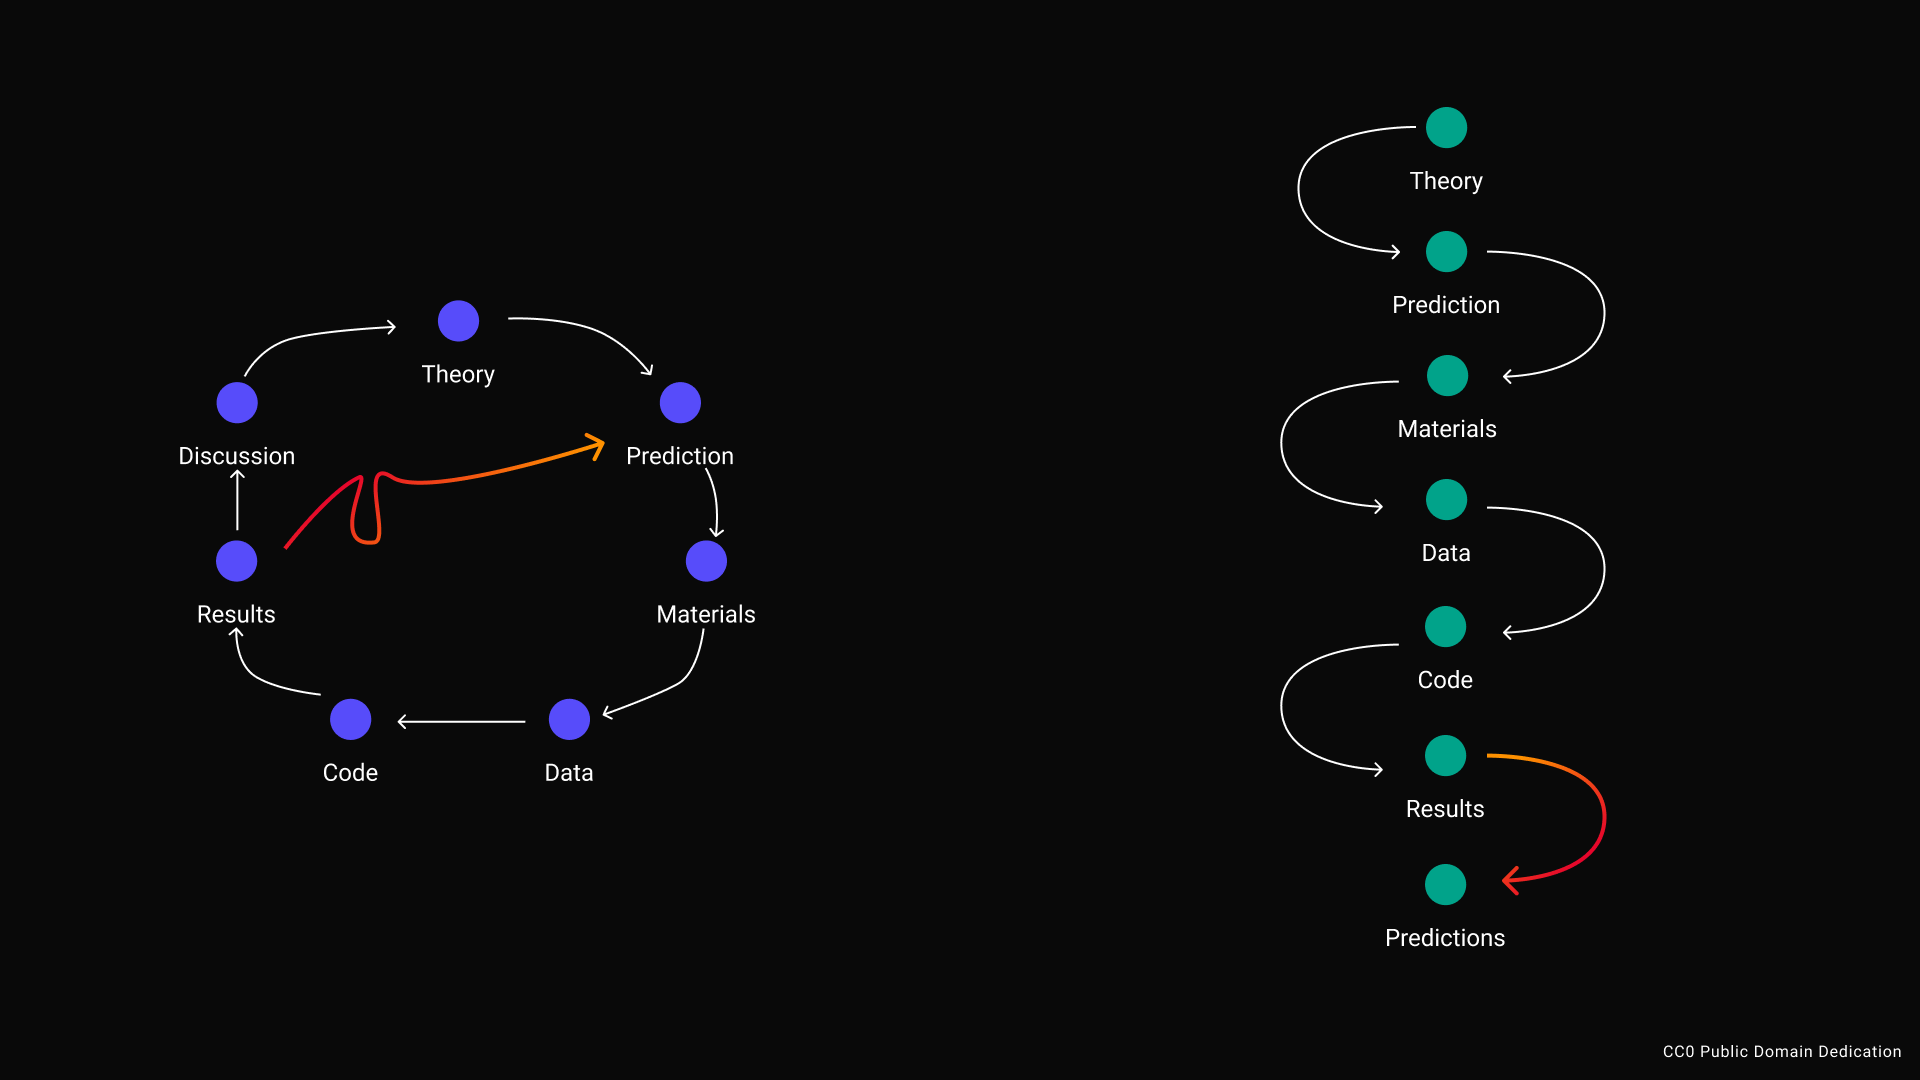 Theory
Prediction
Materials
Data
Code
Results
Discussion
Theory
Prediction
Materials
Data
Code
Results
Predictions
CC0 Public Domain Dedication